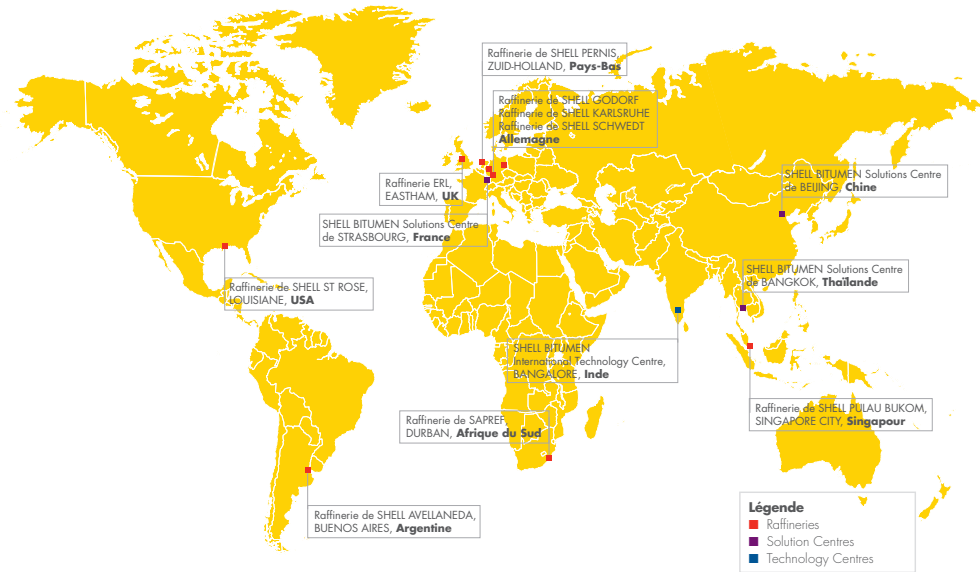 Raffinerie de SHELL PERNIS,
ZUID-HOLLAND, Pays-Bas
Raffinerie de SHELL GODORF
Raffinerie de SHELL KARLSRUHE
Raffinerie de SHELL SCHWEDT
Allemagne
Raffinerie ERL,
EASTHAM, UK
SHELL BITUMEN Solutions Centre
de STRASBOURG, France
SHELL BITUMEN Solutions Centre
de BEIJING, Chine
Raffinerie de SHELL ST ROSE,
LOUISIANE, USA
SHELL BITUMEN Solutions Centre
de BANGKOK, Thaïlande
SHELL BITUMEN
International Technology Centre,
BANGALORE, Inde
Raffinerie de SHELL PULAU BUKOM,
SINGAPORE CITY, Singapour
Raffinerie de SAPREF,
DURBAN, Afrique du Sud
Raffinerie de SHELL AVELLANEDA,
BUENOS AIRES, Argentine
Légende
Raffineries
Solution Centres
Technology Centres